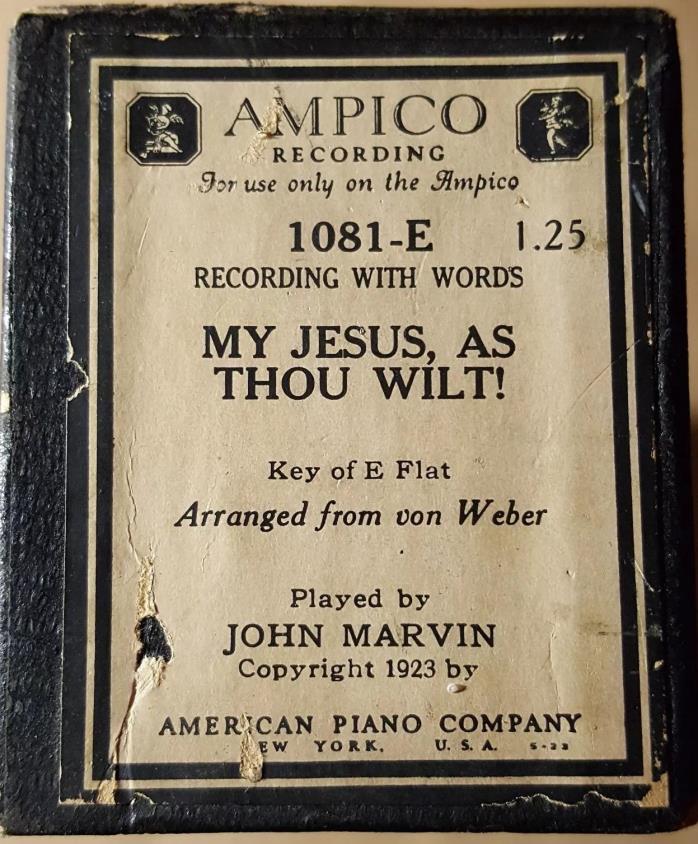 AMPICO
RECORDING
For use only on the Ampico
1081-E 1.25
RECORDING WITH WORDS
MY JESUS, AS
THOU WILT!
Key of E Flat
Arranged from von Weber
Played by
JOHN MARVIN
Copyright 1923 by
AMERICAN PIANO COMPANY
EW YORK, U. S. A.